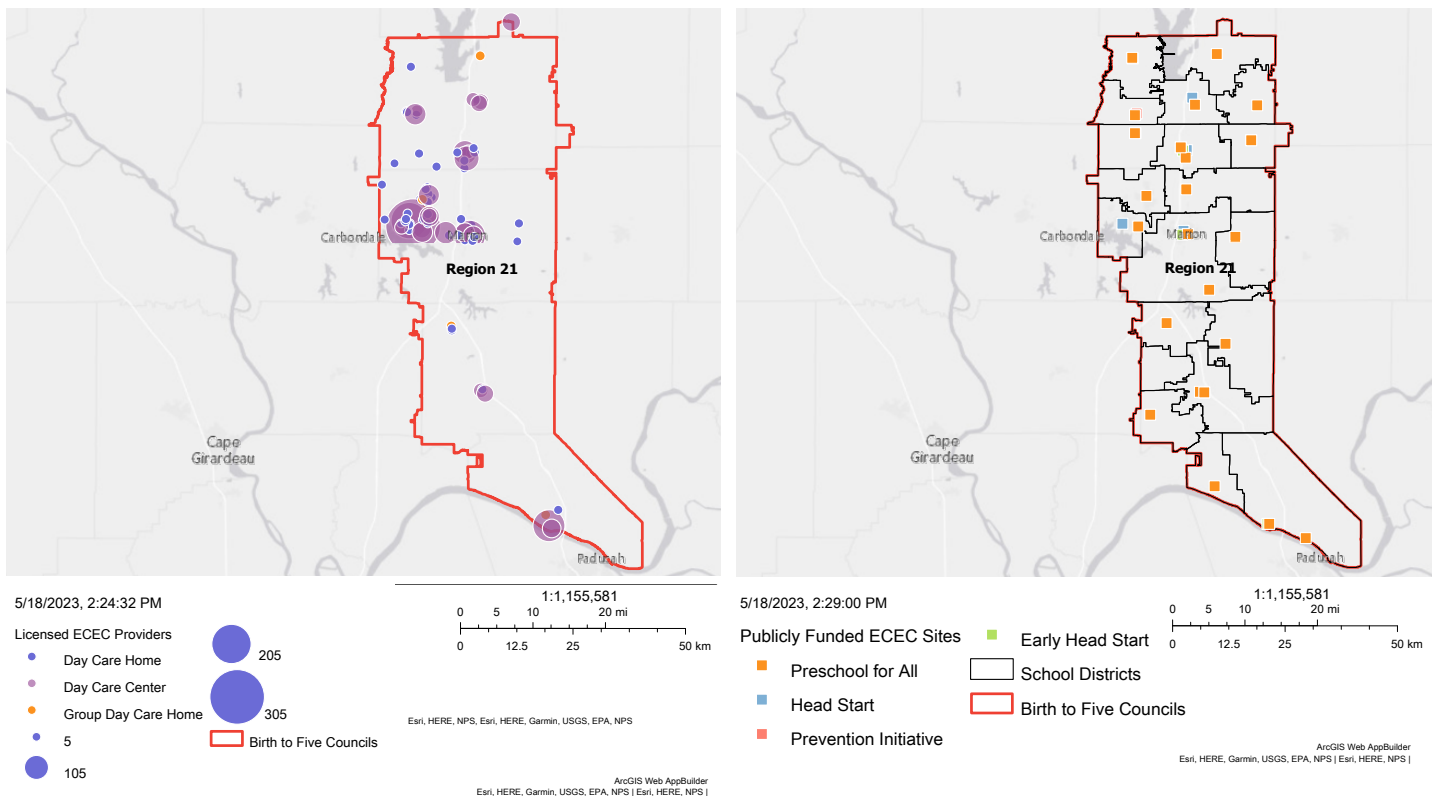 Carbondale
Marion
Region 21
Cape
Girardeau
Paducah
5/18/2023, 2:24:32 PM
1:1,155,581
0 5 10 20 mi
0 12.5 25 50 km
Licensed ECEC Providers
Day Care Home
Day Care Center
Group Day Care Home
5
105
205
305
Birth to Five Councils
Esri, HERE, NPS, Esri, HERE, Garmin, USGS, EPA, NPS
ArcGIS Web AppBuilder
Esri, HERE, Garmin, USGS, EPA, NPS | Esri, HERE, NPS |
Carbondale
Marion
Region 21
Cape
Girardeau
Paducah
5/18/2023, 2:29:00 PM
1:1,155,581
0 5 10 20 mi
0 12.5 25 50 km
Publicly Funded ECEC Sites
Preschool for All
Head Start
Prevention Initiative
Early Head Start
School Districts
Birth to Five Councils
ArcGIS Web AppBuilder
Esri, HERE, Garmin, USGS, EPA, NPS | Esri, HERE, NPS |